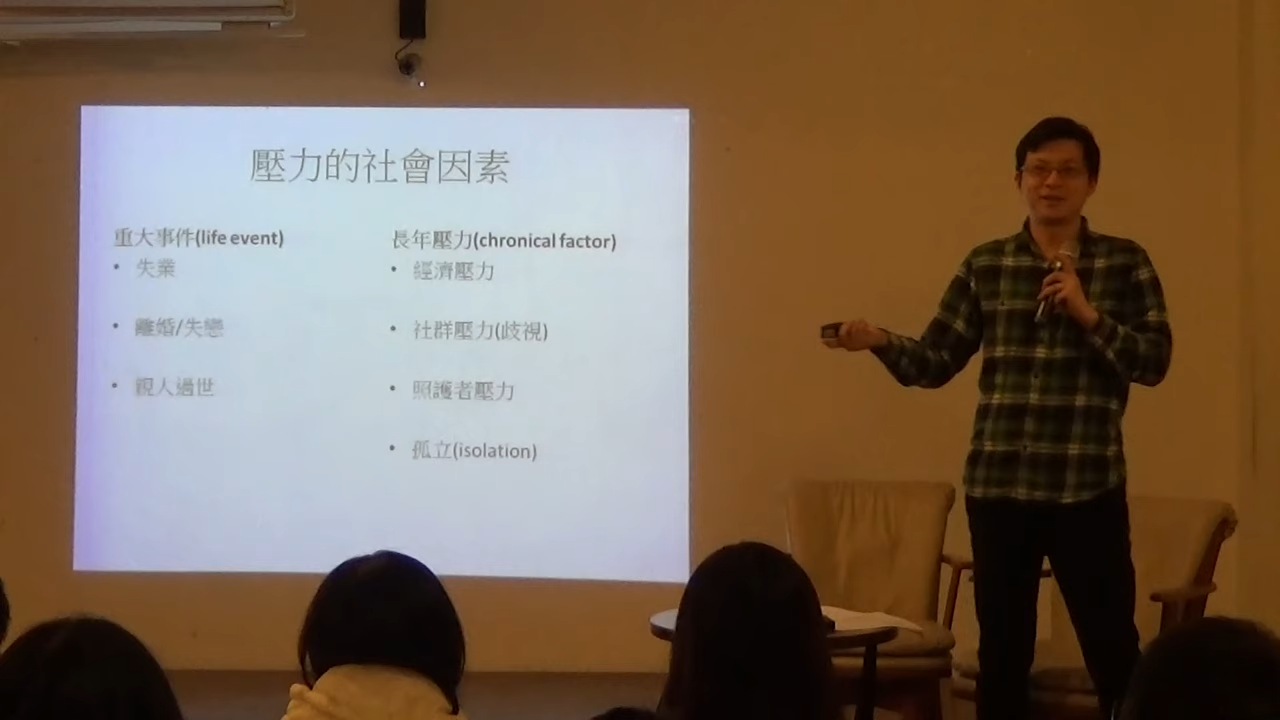 壓力的社會因素
重大事件(life event)
• 失業
• 離婚/失戀
• 親人過世
長年壓力(chronical factor)
• 經濟壓力
• 社群壓力(歧視)
• 照護者壓力
• 孤立(isolation)